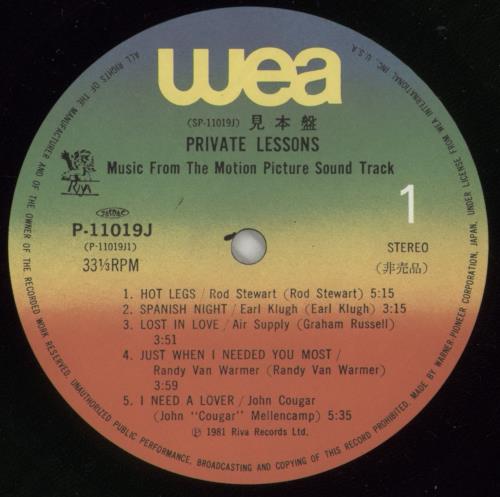 wea
(SP-11019J) 見本盤
PRIVATE LESSONS
Music From The Motion Picture Sound Track
Riva
JASRAC
P-11019J
(P-11019J1)
33⅓RPM
1
STEREO
(非売品)
1. HOT LEGS / Rod Stewart (Rod Stewart) 5:15
2. SPANISH NIGHT / Earl Klugh (Earl Klugh) 3:15
3. LOST IN LOVE / Air Supply (Graham Russell)
3:51
4. JUST WHEN I NEEDED YOU MOST /
Randy Van Warmer (Randy Van Warmer)
3:59
5. I NEED A LOVER / John Cougar
(John "Cougar" Mellencamp) 5:35
Ⓟ 1981 Riva Records Ltd.
ALL RIGHTS OF THE MANUFACTURER AND OF THE OWNER OF THE RECORDED WORK RESERVED. UNAUTHORIZED PUBLIC PERFORMANCE, BROADCASTING AND COPYING OF THIS RECORD PROHIBITED. MADE BY WARNER-PIONEER CORPORATION, JAPAN, UNDER LICENSE FROM WEA INTERNATIONAL INC., U.S.A.